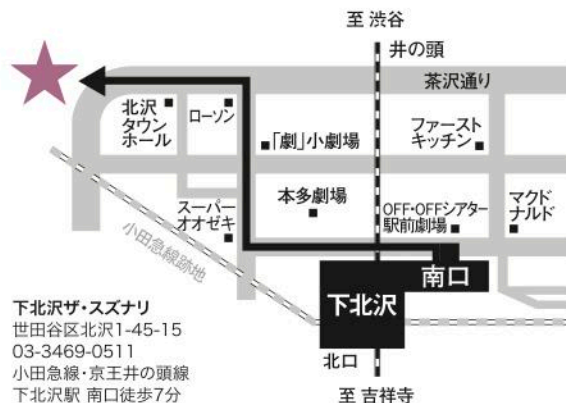 至 渋谷
井の頭
茶沢通り
北沢
タウン
ホール
ローソン
「劇」小劇場
ファースト
キッチン
スーパー
オオゼキ
本多劇場
OFF・OFFシアター
駅前劇場
マクド
ナルド
小田急線跡地
南口
下北沢
北口
至 吉祥寺
下北沢ザ・スズナリ
世田谷区北沢1-45-15
03-3469-0511
小田急線・京王井の頭線
下北沢駅 南口徒歩7分